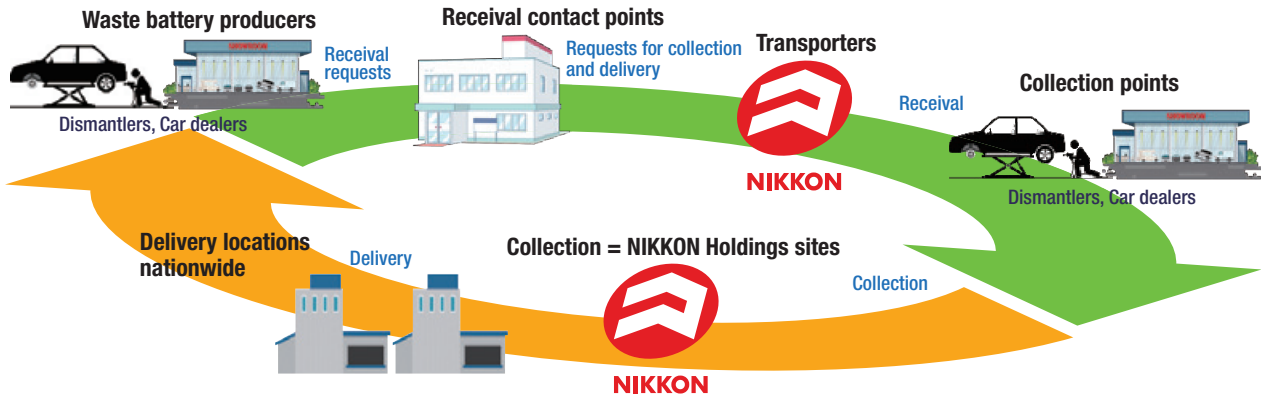 Waste battery producers
Receival
requests
Dismantlers, Car dealers
Receival contact points
Requests for collection
and delivery
Transporters
NIKKON
Receival
Collection points
Dismantlers, Car dealers
Delivery locations
nationwide
Delivery
Collection = NIKKON Holdings sites
NIKKON
Collection